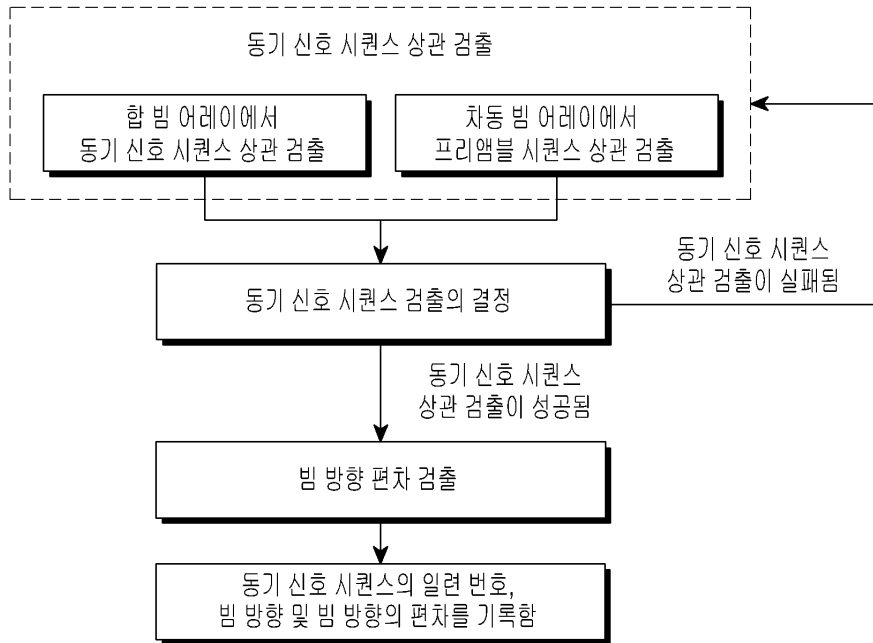 동기 신호 시퀀스 상관 검출
합 빔 어레이에서
동기 신호 시퀀스 상관 검출
차동 빔 어레이에서
프리앰블 시퀀스 상관 검출
동기 신호 시퀀스 검출의 결정
동기 신호 시퀀스
상관 검출이 실패됨
동기 신호 시퀀스
상관 검출이 성공됨
빔 방향 편차 검출
동기 신호 시퀀스의 일련 번호,
빔 방향 및 빔 방향의 편차를 기록함